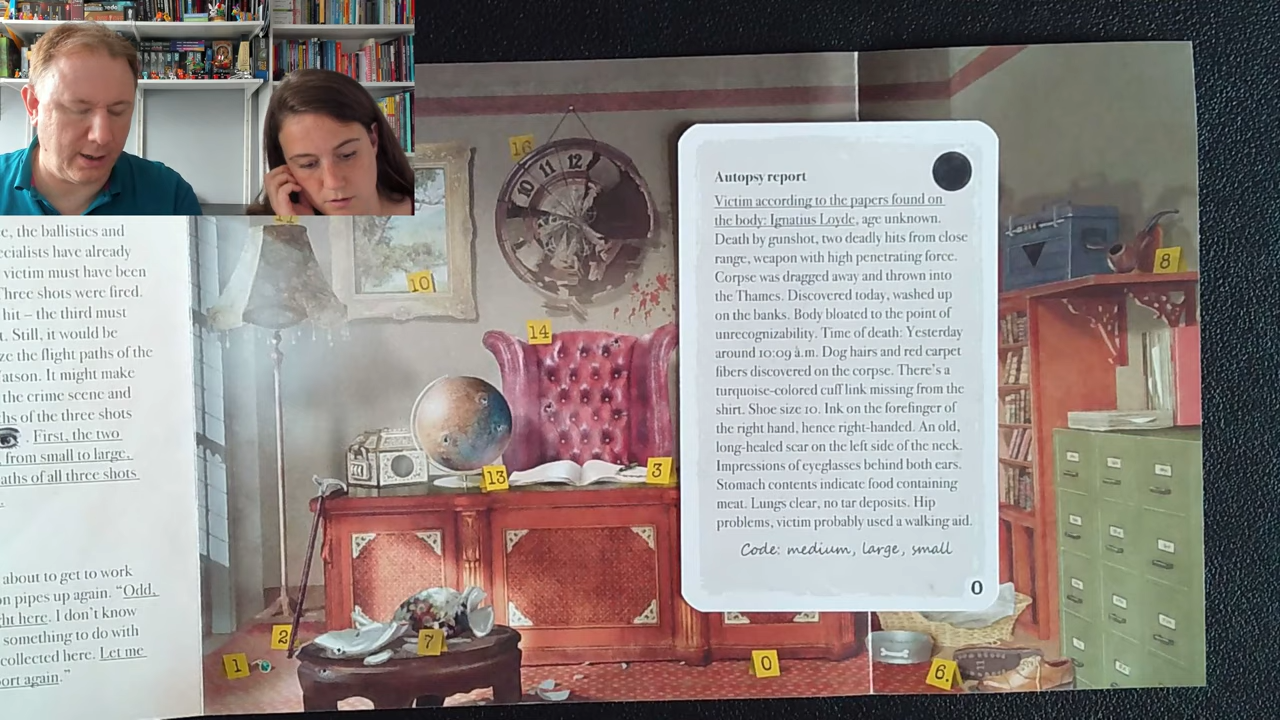 e, the ballistics and
ecialists have already
victim must have been
Three shots were fired.
hit – the third must
t. Still, it would be
ze the flight paths of the
Vatson. It might make
the crime scene and
hs of the three shots
. First, the two
, from small to large,
aths of all three shots
about to get to work
on pipes up again. “Odd,
ght here. I don’t know
something to do with
collected here. Let me
port again.”
16
10
11
12
10
14
13
3
2
1
7
0
Autopsy report
Victim according to the papers found on
the body: Ignatius Loyde, age unknown.
Death by gunshot, two deadly hits from close
range, weapon with high penetrating force.
Corpse was dragged away and thrown into
the Thames. Discovered today, washed up
on the banks. Body bloated to the point of
unrecognizability. Time of death: Yesterday
around 10:09 a.m. Dog hairs and red carpet
fibers discovered on the corpse. There’s a
turquoise-colored cuff link missing from the
shirt. Shoe size 10. Ink on the forefinger of
the right hand, hence right-handed. An old,
long-healed scar on the left side of the neck.
Impressions of eyeglasses behind both ears.
Stomach contents indicate food containing
meat. Lungs clear, no tar deposits. Hip
problems, victim probably used a walking aid.
Code: medium, large, small
0
8
6.
11